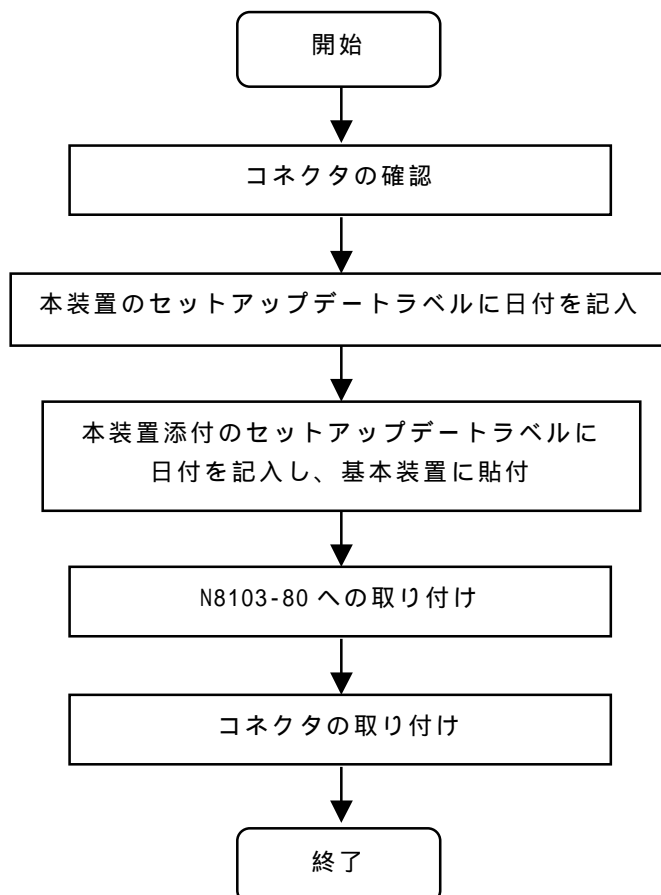 開始
コネクタの確認
本装置のセットアップデートラベルに日付を記入
本装置添付のセットアップデートラベルに
日付を記入し、基本装置に貼付
N8103-80 への取り付け
コネクタの取り付け
終了